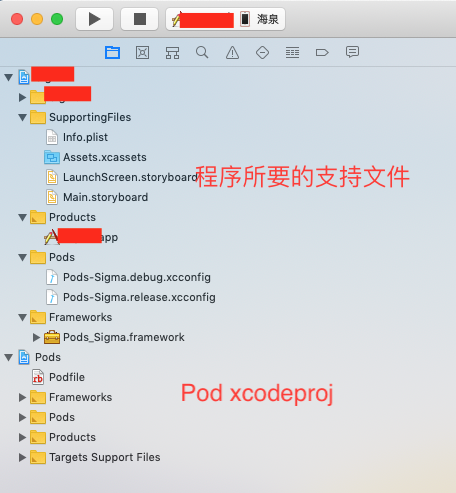 海泉
SupportingFiles
Info.plist
Assets.xcassets
LaunchScreen.storyboard
程序所要的支持文件
Main.storyboard
Products
app
Pods
Pods-Sigma.debug.xcconfig
Pods-Sigma.release.xcconfig
Frameworks
Pods_Sigma.framework
Pods
Podfile
Pod xcodeproj
Frameworks
Pods
Products
Targets Support Files